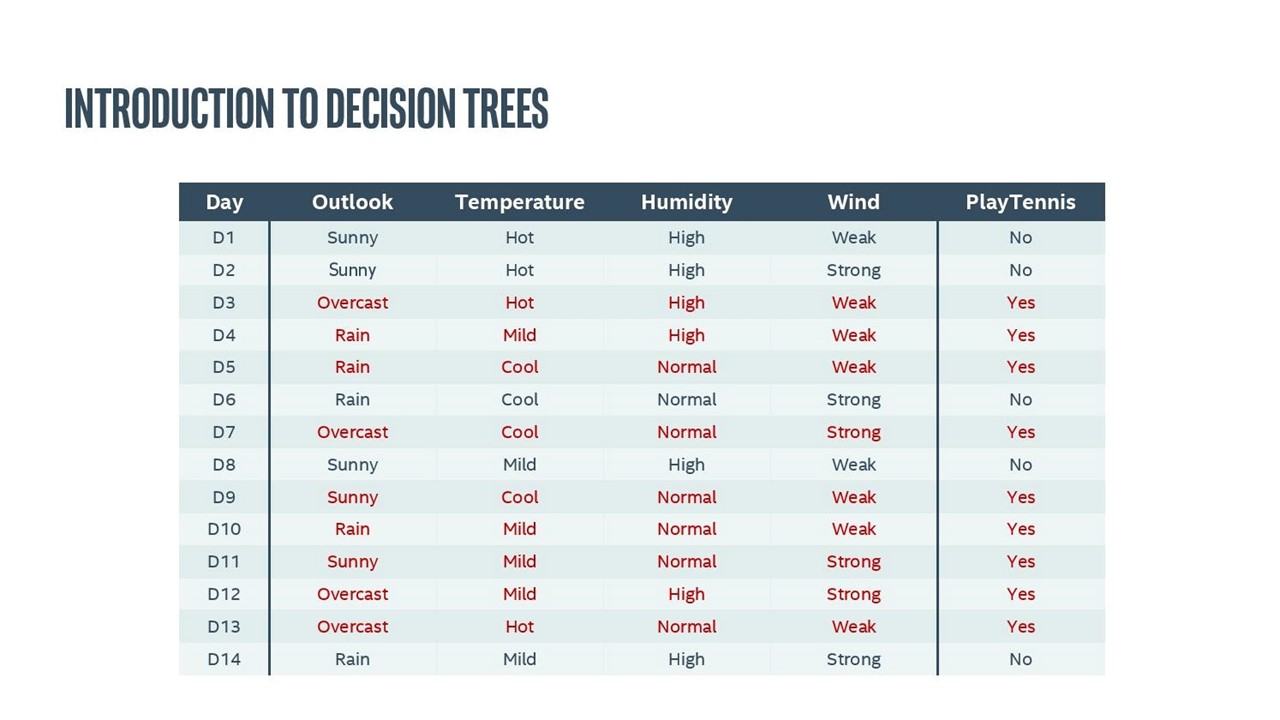 INTRODUCTION TO DECISION TREES
Day Outlook Temperature Humidity Wind PlayTennis
D1 Sunny Hot High Weak No
D2 Sunny Hot High Strong No
D3 Overcast Hot High Weak Yes
D4 Rain Mild High Weak Yes
D5 Rain Cool Normal Weak Yes
D6 Rain Cool Normal Strong No
D7 Overcast Cool Normal Strong Yes
D8 Sunny Mild High Weak No
D9 Sunny Cool Normal Weak Yes
D10 Rain Mild Normal Weak Yes
D11 Sunny Mild Normal Strong Yes
D12 Overcast Mild High Strong Yes
D13 Overcast Hot Normal Weak Yes
D14 Rain Mild High Strong No